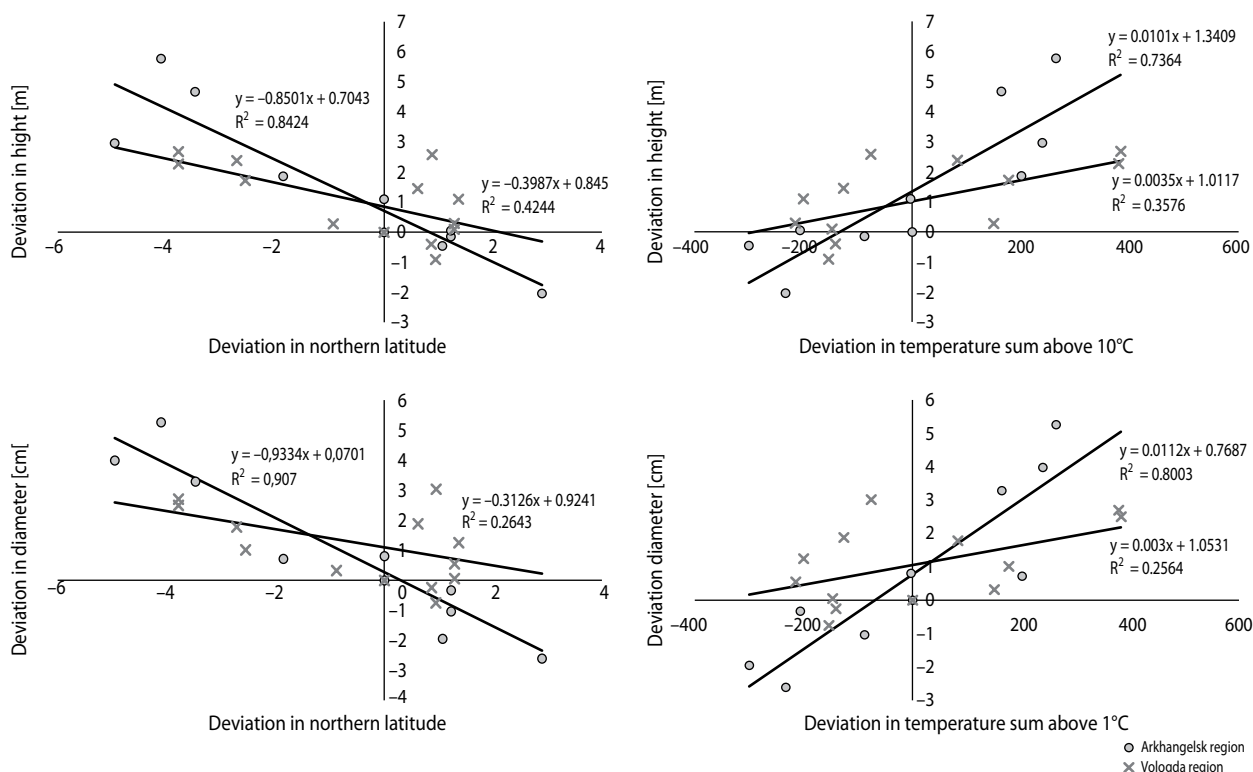 Deviation in hight [m]
7
6
5
4
3
2
1
0
−1
−2
−3
−6
−4
−2
2
4
y = −0.8501x + 0.7043
R² = 0.8424
y = −0.3987x + 0.845
R² = 0.4244
Deviation in northern latitude
Deviation in height [m]
7
6
5
4
3
2
1
0
−1
−2
−3
−400
−200
200
400
600
y = 0.0101x + 1.3409
R² = 0.7364
y = 0.0035x + 1.0117
R² = 0.3576
Deviation in temperature sum above 10°C
Deviation in diameter [cm[
6
5
4
3
2
1
0
−1
−2
−3
−4
−6
−4
−2
2
4
y = −0,9334x + 0,0701
R² = 0,907
y = −0.3126x + 0.9241
R² = 0.2643
Deviation in northern latitude
Deviation diameter [cm]
6
5
4
3
2
1
0
−1
−2
−3
−400
−200
200
400
600
y = 0.0112x + 0.7687
R² = 0.8003
y = 0.003x + 1.0531
R² = 0.2564
Deviation in temperature sum above 1°C
Arkhangelsk region
Vologda region